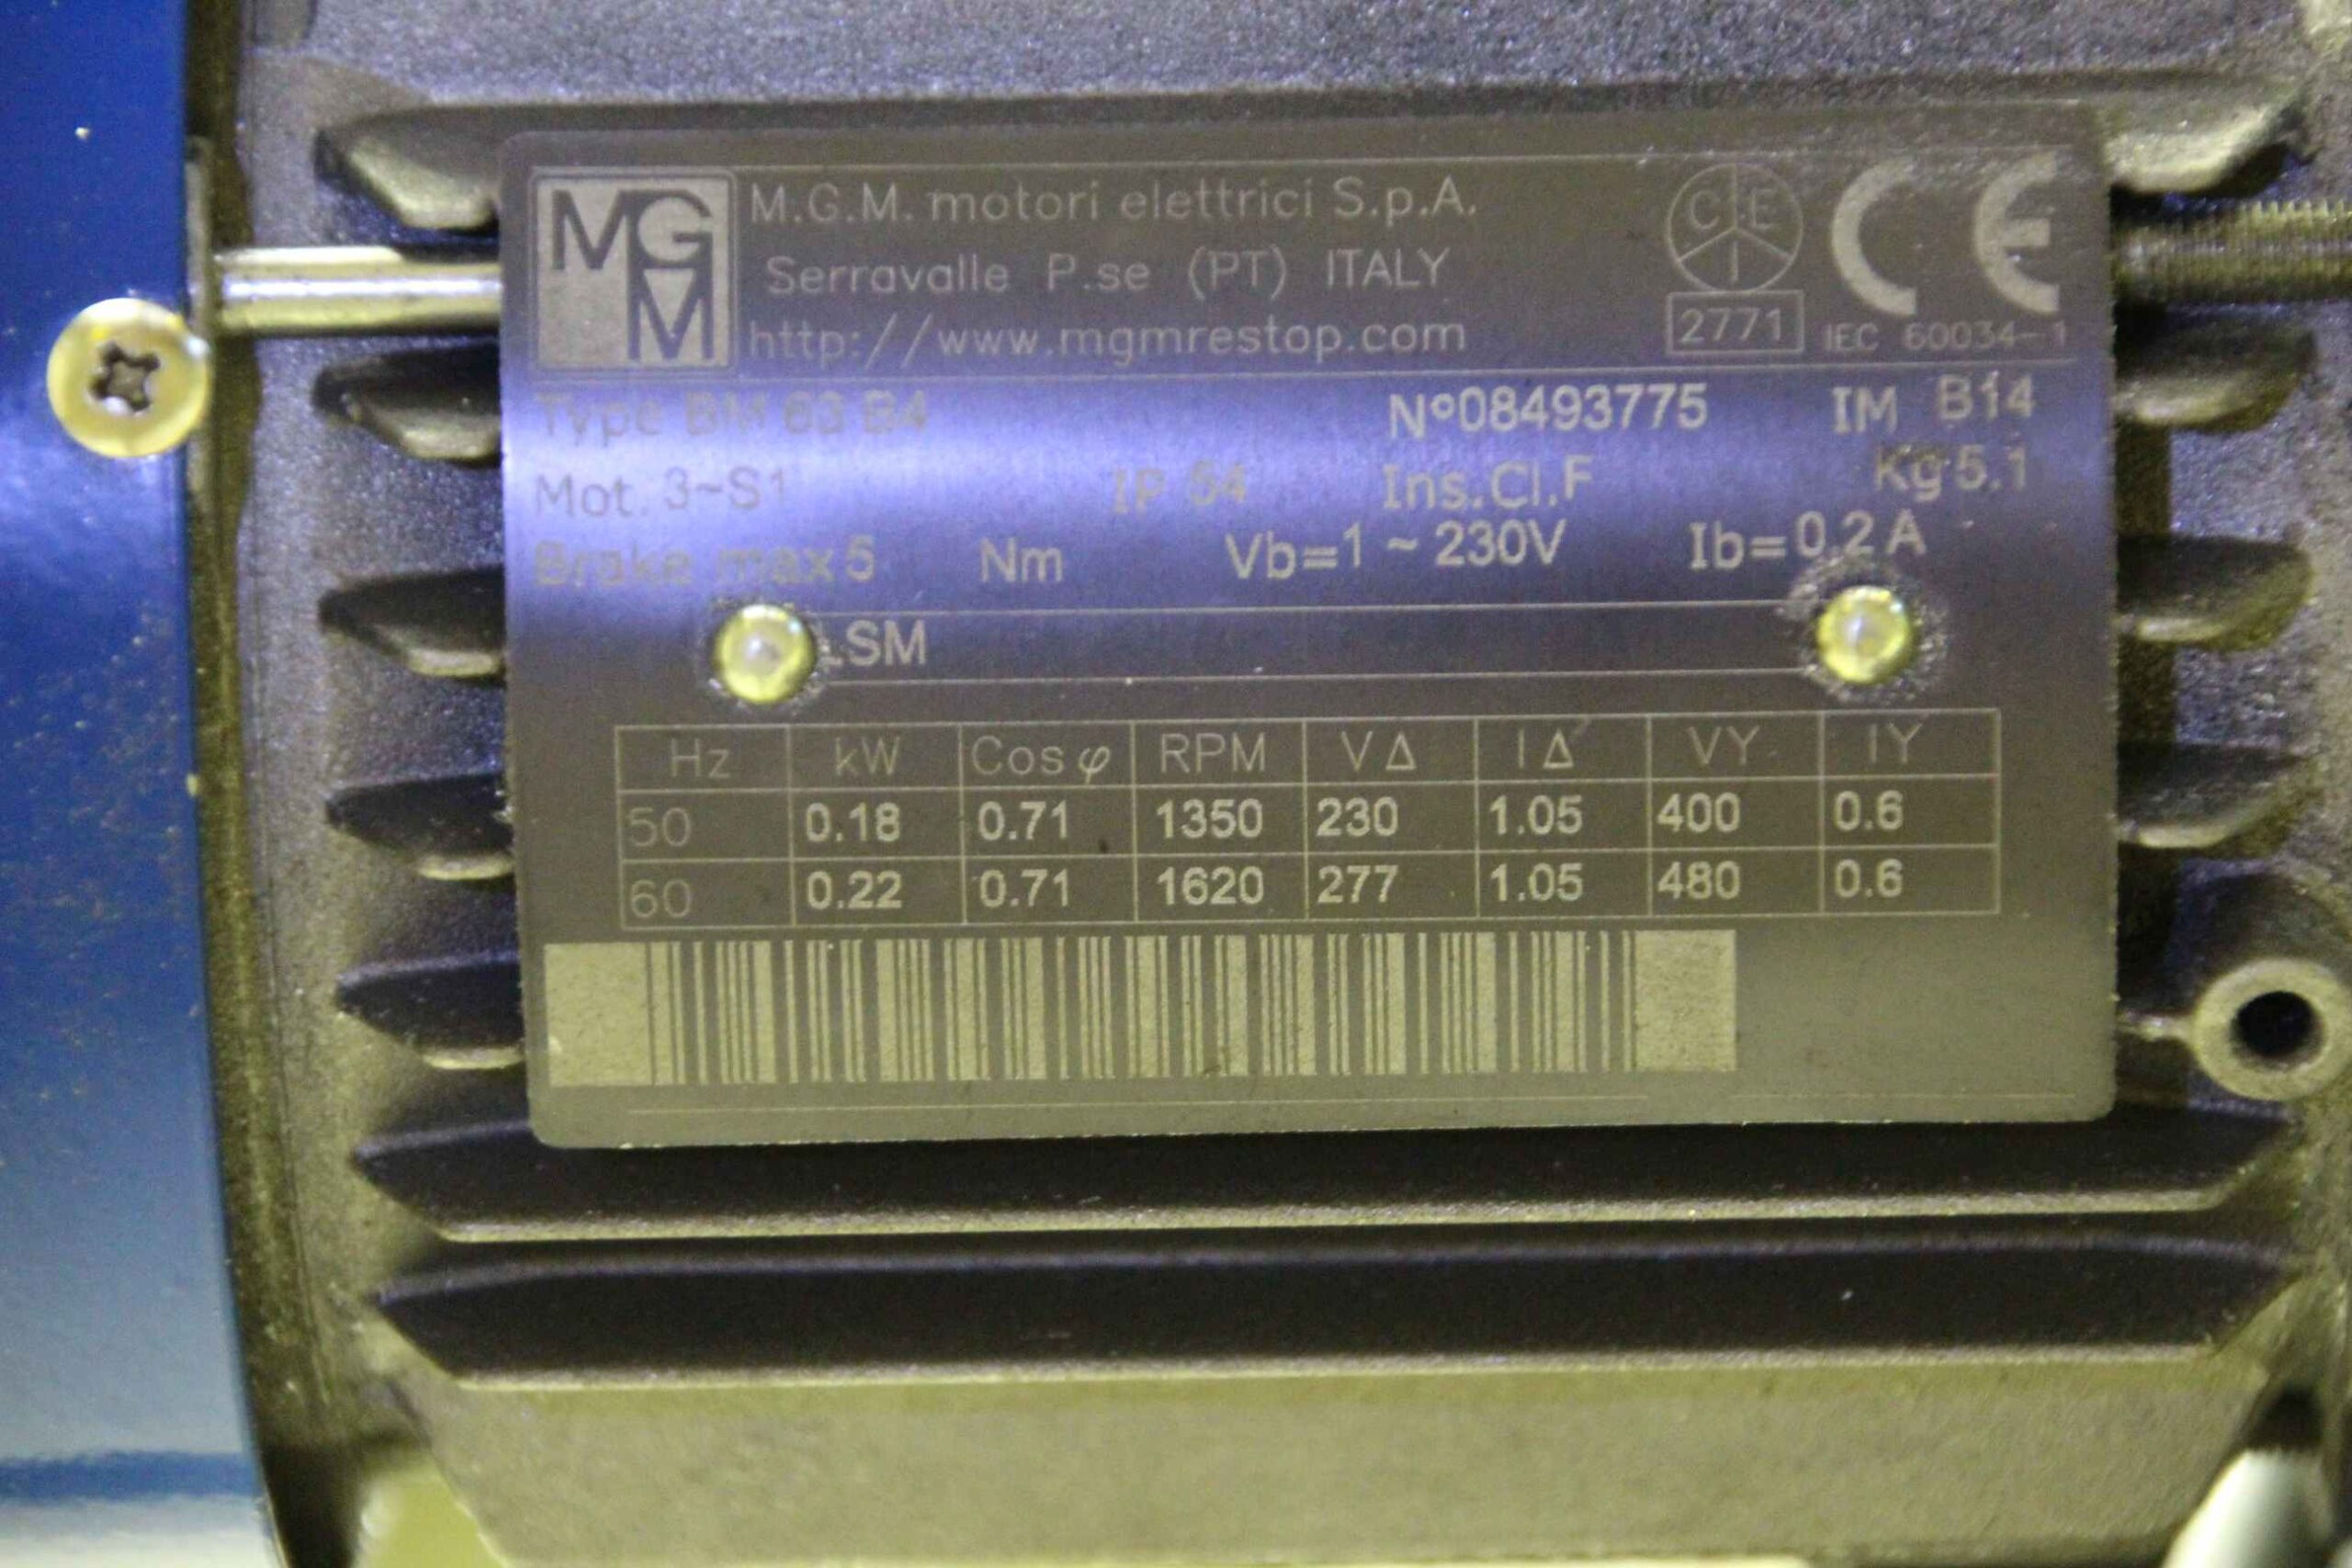 MGM M.G.M. motori elettrici S.p.A.
Serravalle P.se (PT) ITALY
http://www.mgmrestop.com
CEI
2771
CE
IEC 60034-1
Type BM 63 B4 Nº08493775 IM B14
Mot. 3~S1 IP 54 Ins.Cl.F Kg 5.1
Brake max 5 Nm Vb=1 ~ 230V Ib=0.2 A
LSM
Hz kW Cos φ RPM V Δ I Δ VY IY
50 0.18 0.71 1350 230 1.05 400 0.6
60 0.22 0.71 1620 277 1.05 480 0.6